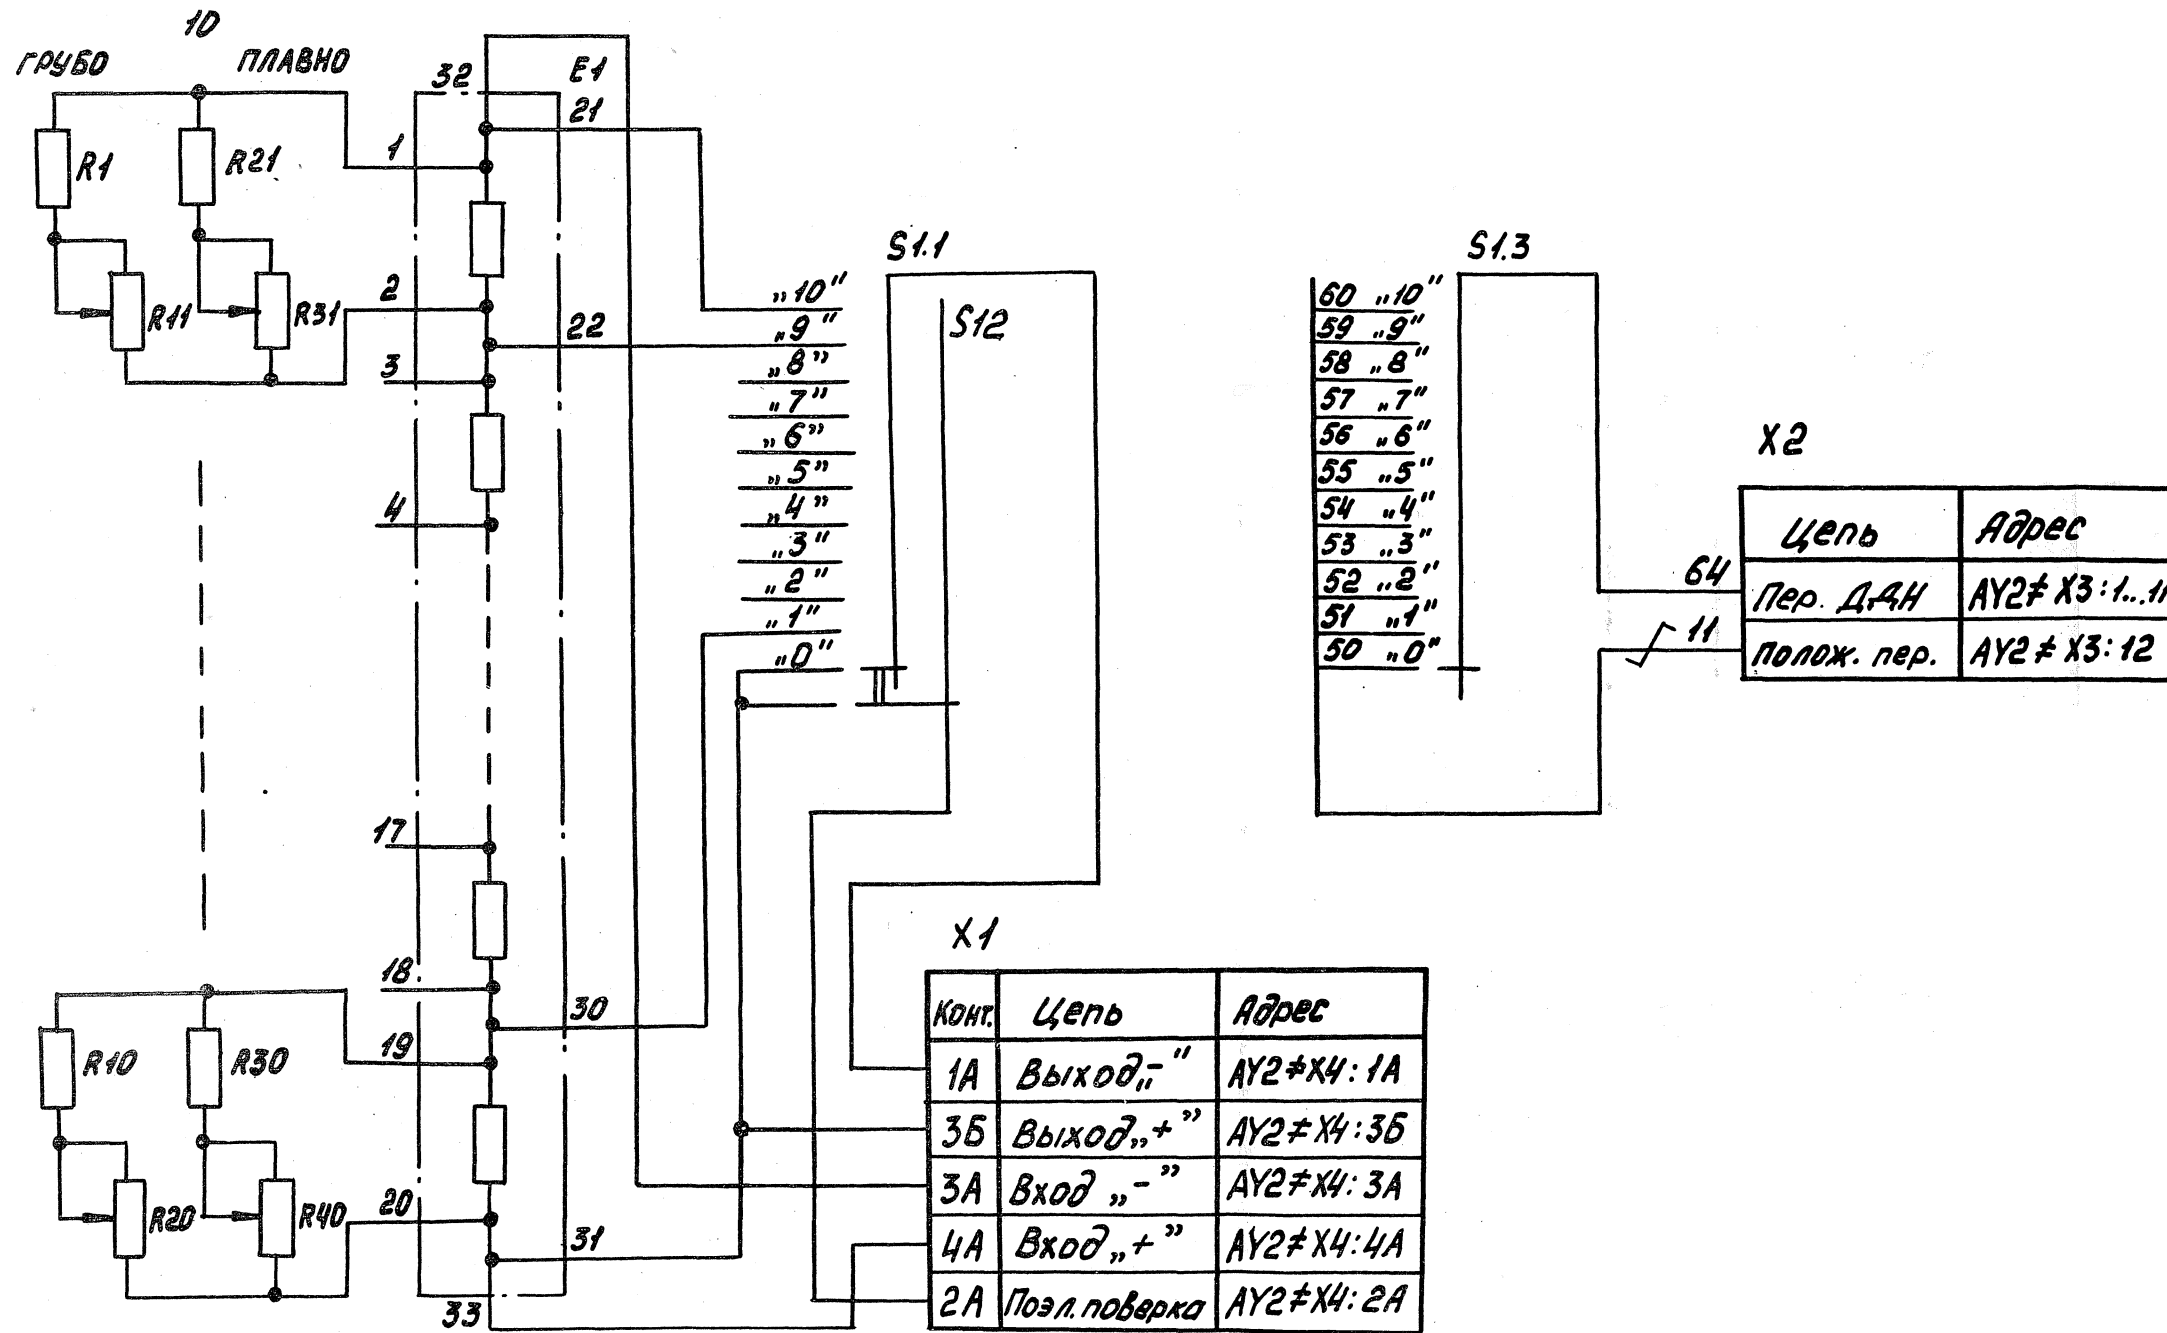 10
ГРУБО ПЛАВНО
R1
R21
R11
R31
32
E1
21
1
2
22
3
4
17
18
30
19
R10
R30
R20
R40
20
31
33
S1.1
S12
„10”
„9”
„8”
„7”
„6”
„5”
„4”
„3”
„2”
„1”
„0”
S1.3
60 „10”
59 „9”
58 „8”
57 „7”
56 „6”
55 „5”
54 „4”
53 „3”
52 „2”
51 „1”
50 „0”
64
11
X2
Цепь Адрес
Пер. ДДН AY2≠X3:1...11
Полож. пер. AY2≠X3:12
X1
Конт. Цепь Адрес
1А Выход„-” AY2≠X4:1А
3Б Выход„+” AY2≠X4:3Б
3А Вход „-” AY2≠X4:3А
4А Вход„+” AY2≠X4:4А
2А Поэл.поверка AY2≠X4:2А